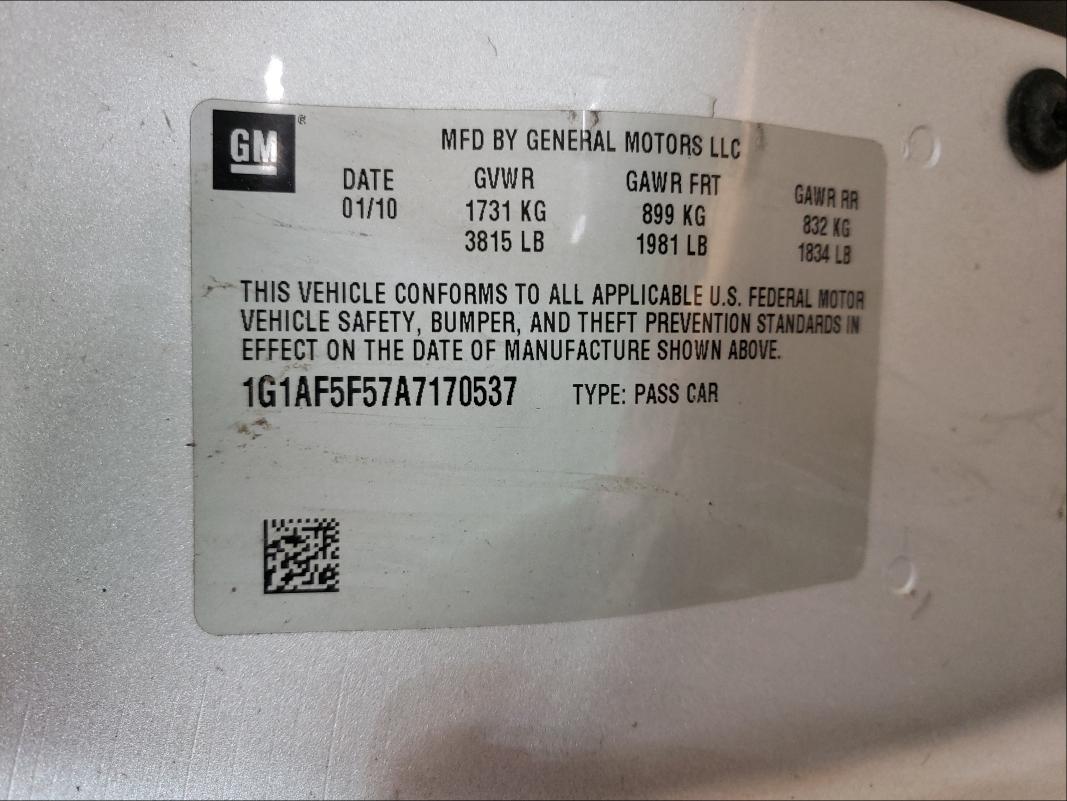 GM®
MFD BY GENERAL MOTORS LLC
DATE GVWR GAWR FRT GAWR RR
01/10 1731 KG 899 KG 832 KG
3815 LB 1981 LB 1834 LB
THIS VEHICLE CONFORMS TO ALL APPLICABLE U.S. FEDERAL MOTOR
VEHICLE SAFETY, BUMPER, AND THEFT PREVENTION STANDARDS IN
EFFECT ON THE DATE OF MANUFACTURE SHOWN ABOVE.
1G1AF5F57A7170537 TYPE: PASS CAR